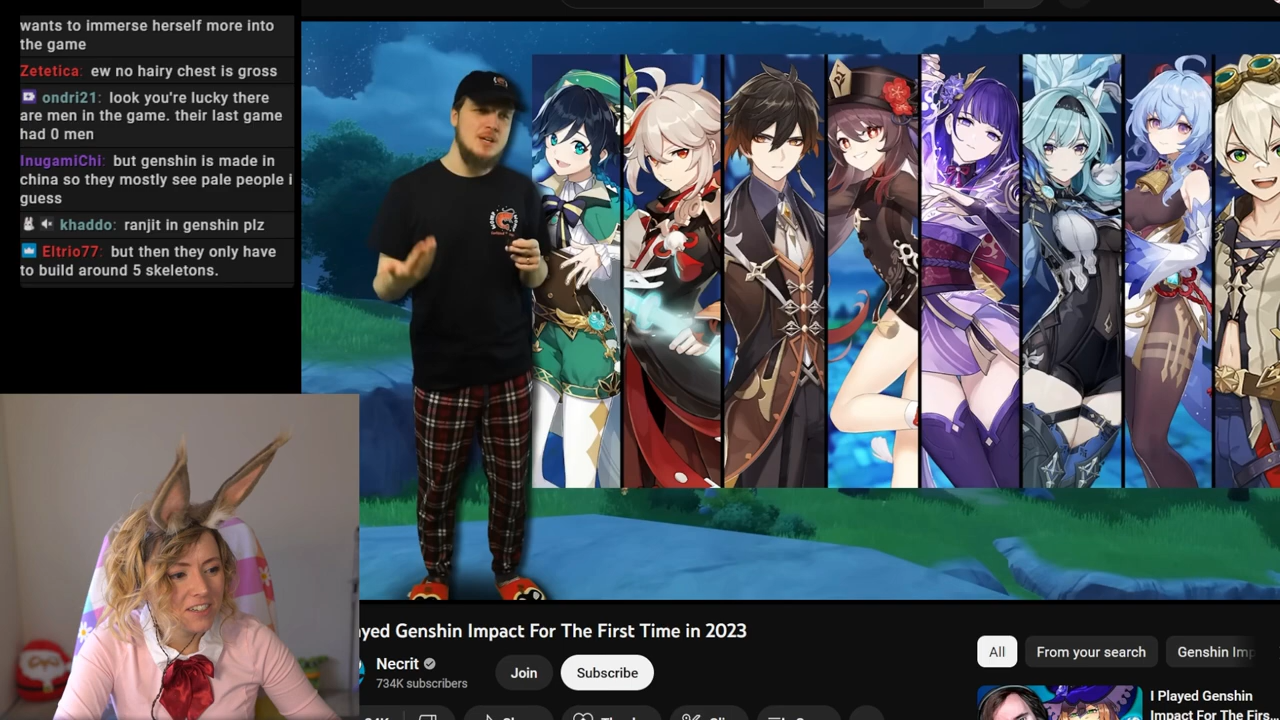 wants to immerse herself more into
the game
Zetetica: ew no hairy chest is gross
ondri21: look you're lucky there
are men in the game. their last game
had 0 men
InugamiChi: but genshin is made in
china so they mostly see pale people i
guess
khaddo: ranjit in genshin plz
Eltrio77: but then they only have
to build around 5 skeletons.
ayed Genshin Impact For The First Time in 2023
Necrit
734K subscribers
Join
Subscribe
All
From your search
Genshin Imp
I Played Genshin
Impact For The Firs